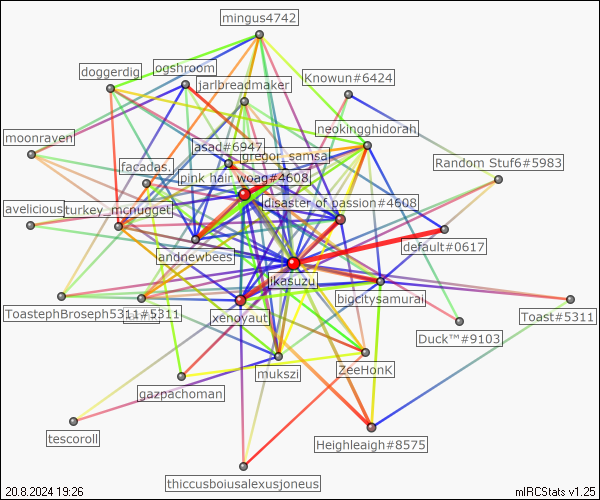 mingus4742
doggerdig
ogshroom
jarlbreadmaker
Knowun#6424
neokingghidorah
moonraven
asad#6947
gregor_samsa
facadas.
pink hair woag#4608
Random Stuf6#5983
avelicious
turkey_mcnugget
disaster of passion#4608
landnewbees
default#0617
ikasuzu
bigcitysamurai
ToastephBroseph5311#5311
xenoyaut
Toast#5311
Duck™#9103
mukszi
ZeeHonK
gazpachoman
tescoroll
Heighleaigh#8575
thiccusboiusalexusjoneus
20.8.2024 19:26
mIRCStats v1.25